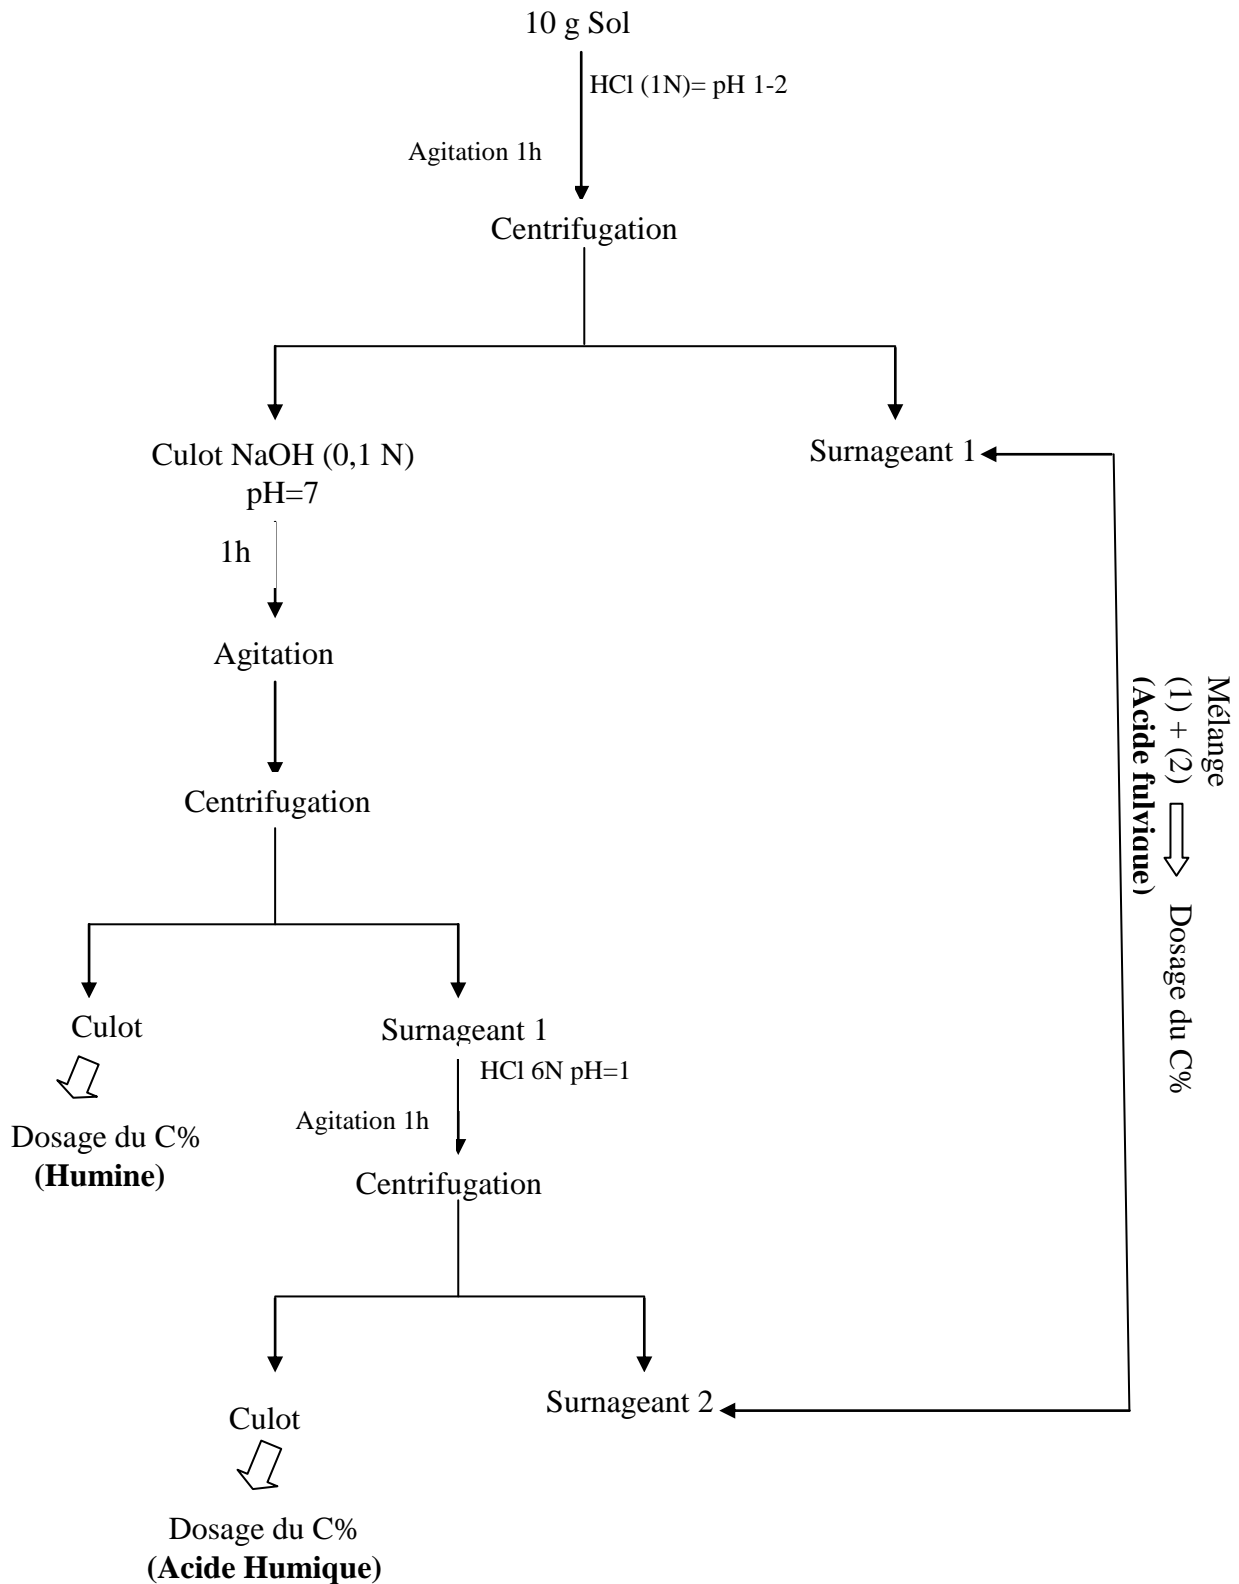 10 g Sol
HCl (1N)= pH 1-2
Agitation 1h
Centrifugation
Culot NaOH (0,1 N)
pH=7
Surnageant 1
1h
Agitation
Centrifugation
Mélange
(1) + (2)
(Acide fulvique)
Dosage du C%
Culot
Surnageant 1
HCl 6N pH=1
Agitation 1h
Dosage du C%
(Humine)
Centrifugation
Surnageant 2
Culot
Dosage du C%
(Acide Humique)